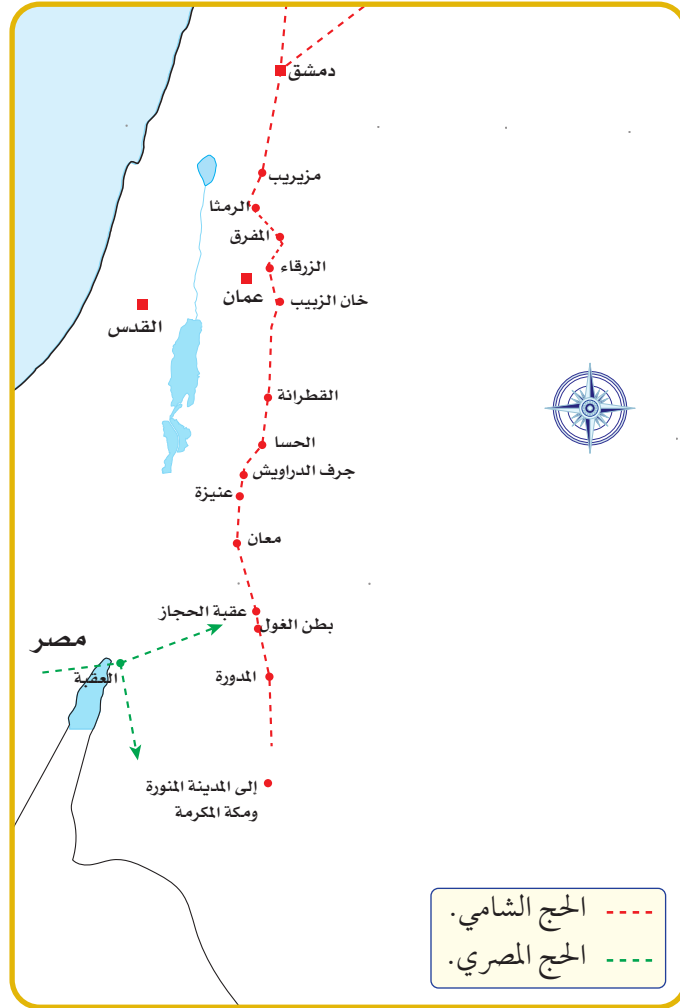 دمشق
مزيريب
الرمثا
المفرق
الزرقاء
عمان
خان الزبيب
القدس
القطرانة
الحسا
جرف الدراويش
عنيزة
معان
عقبة الحجاز
بطن الغول
مصر
العقبة
المدورة
إلى المدينة المنورة
ومكة المكرمة
الحج الشامي.
الحج المصري.